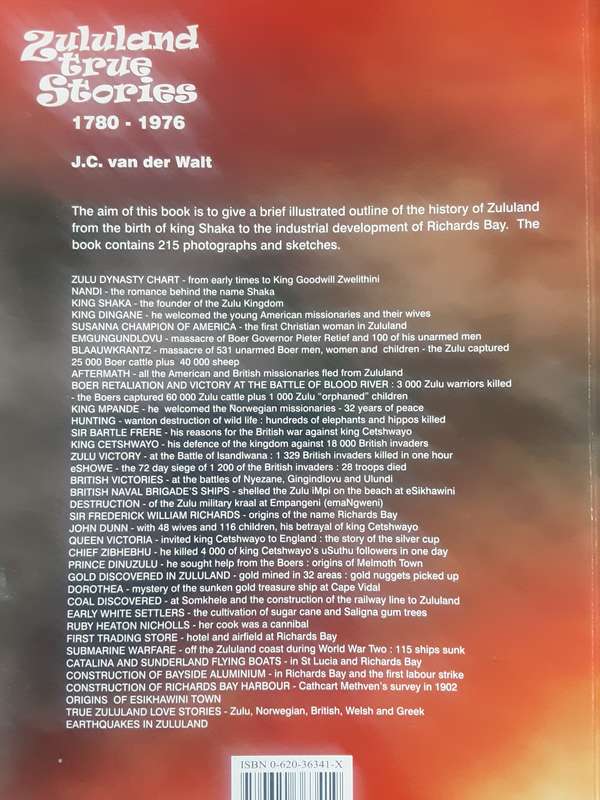 Zululand
true
Stories
1780 - 1976
J.C. van der Walt
The aim of this book is to give a brief illustrated outline of the history of Zululand
from the birth of king Shaka to the industrial development of Richards Bay. The
book contains 215 photographs and sketches.
ZULU DYNASTY CHART - from early times to King Goodwill Zwelithini
NANDI - the romance behind the name Shaka
KING SHAKA - the founder of the Zulu Kingdom
KING DINGANE - he welcomed the young American missionaries and their wives
SUSANNA CHAMPION OF AMERICA - the first Christian woman in Zululand
EMGUNGUNDLOVU - massacre of Boer Governor Pieter Retief and 100 of his unarmed men
BLAAUWKRANTZ - massacre of 531 unarmed Boer men, women and children - the Zulu captured
25 000 Boer cattle plus 40 000 sheep
AFTERMATH - all the American and British missionaries fled from Zululand
BOER RETALIATION AND VICTORY AT THE BATTLE OF BLOOD RIVER : 3 000 Zulu warriors killed
- the Boers captured 60 000 Zulu cattle plus 1 000 Zulu "orphaned" children
KING MPANDE - he welcomed the Norwegian missionaries - 32 years of peace
HUNTING - wanton destruction of wild life : hundreds of elephants and hippos killed
SIR BARTLE FRERE - his reasons for the British war against king Cetshwayo
KING CETSHWAYO - his defence of the kingdom against 18 000 British invaders
ZULU VICTORY - at the Battle of Isandlwana : 1 329 British invaders killed in one hour
eSHOWE - the 72 day siege of 1 200 of the British invaders : 28 troops died
BRITISH VICTORIES - at the battles of Nyezane, Gingindlovu and Ulundi
BRITISH NAVAL BRIGADE'S SHIPS - shelled the Zulu iMpi on the beach at eSikhawini
DESTRUCTION - of the Zulu military kraal at Empangeni (emaNgweni)
SIR FREDERICK WILLIAM RICHARDS - origins of the name Richards Bay
JOHN DUNN - with 48 wives and 116 children, his betrayal of king Cetshwayo
QUEEN VICTORIA - invited king Cetshwayo to England : the story of the silver cup
CHIEF ZIBHEBHU - he killed 4 000 of king Cetshwayo's uSuthu followers in one day
PRINCE DINUZULU - he sought help from the Boers : origins of Melmoth Town
GOLD DISCOVERED IN ZULULAND - gold mined in 32 areas : gold nuggets picked up
DOROTHEA - mystery of the sunken gold treasure ship at Cape Vidal
COAL DISCOVERED - at Somkhele and the construction of the railway line to Zululand
EARLY WHITE SETTLERS - the cultivation of sugar cane and Saligna gum trees
RUBY HEATON NICHOLLS - her cook was a cannibal
FIRST TRADING STORE - hotel and airfield at Richards Bay
SUBMARINE WARFARE - off the Zululand coast during World War Two : 115 ships sunk
CATALINA AND SUNDERLAND FLYING BOATS - in St Lucia and Richards Bay
CONSTRUCTION OF BAYSIDE ALUMINIUM - in Richards Bay and the first labour strike
CONSTRUCTION OF RICHARDS BAY HARBOUR - Cathcart Methven's survey in 1902
ORIGINS OF ESIKHAWINI TOWN
TRUE ZULULAND LOVE STORIES - Zulu, Norwegian, British, Welsh and Greek
EARTHQUAKES IN ZULULAND
ISBN 0-620-36341-X